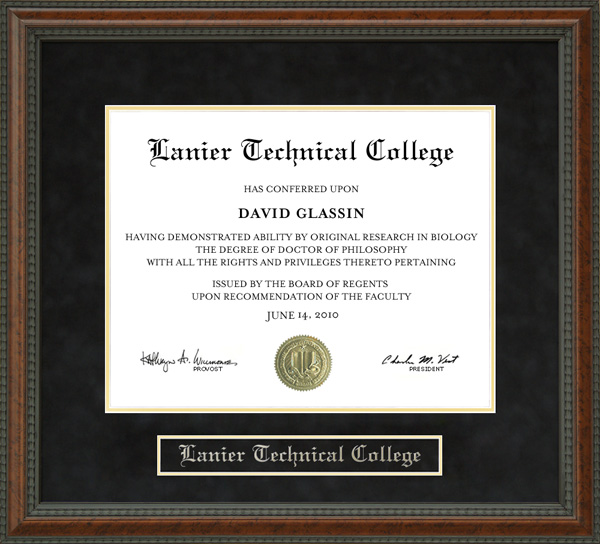 Lanier Technical College
HAS CONFERRED UPON
DAVID GLASSIN
HAVING DEMONSTRATED ABILITY BY ORIGINAL RESEARCH IN BIOLOGY
THE DEGREE OF DOCTOR OF PHILOSOPHY
WITH ALL THE RIGHTS AND PRIVILEGES THERETO PERTAINING
ISSUED BY THE BOARD OF REGENTS
UPON RECOMMENDATION OF THE FACULTY
JUNE 14, 2010
PROVOST
PRESIDENT
Lanier Technical College